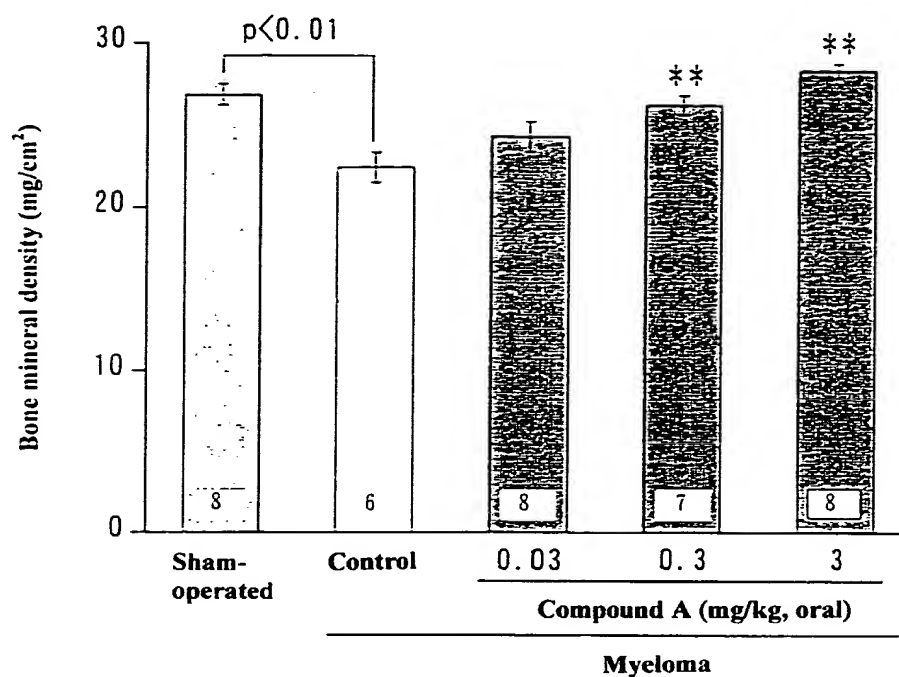 p<0.01
**
**
30
20
10
0
Bone mineral density (mg/cm²)
8
6
8
7
8
Sham-
operated
Control
0.03
0.3
3
Compound A (mg/kg, oral)
Myeloma